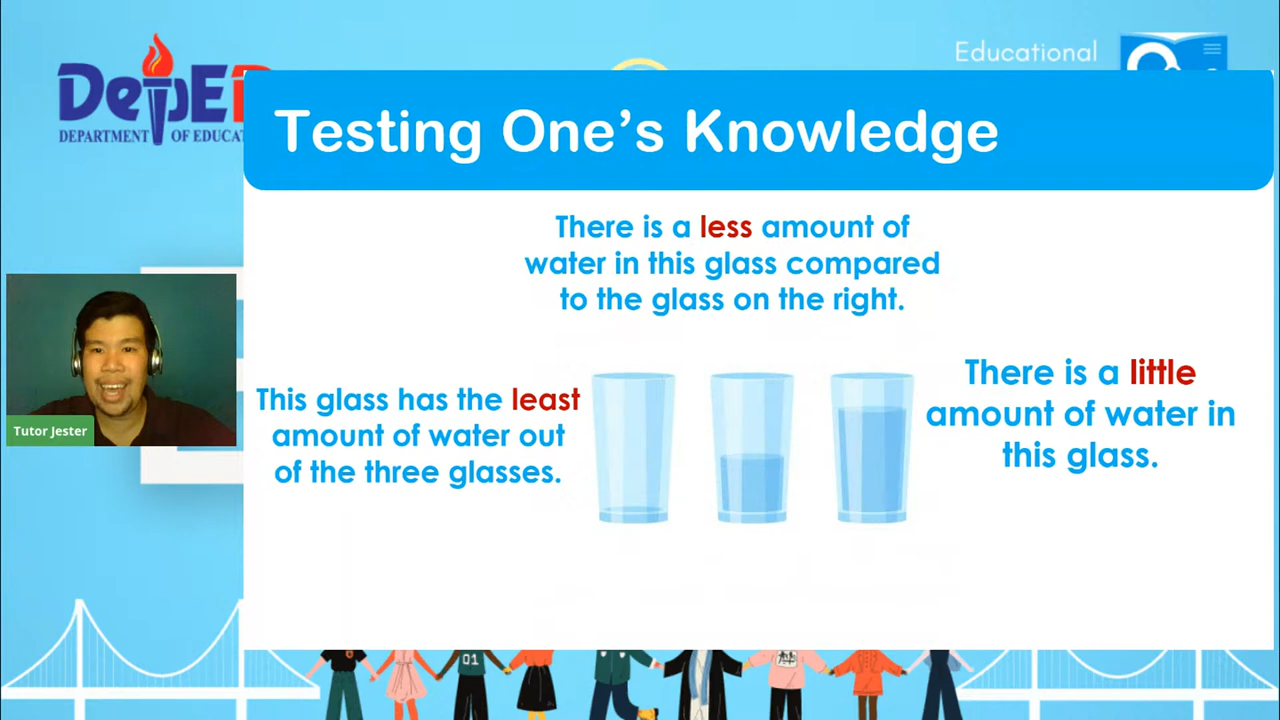 Educational
DepED
DEPARTMENT OF EDUCAT
Testing One's Knowledge
There is a less amount of
water in this glass compared
to the glass on the right.
This glass has the least
amount of water out
of the three glasses.
There is a little
amount of water in
this glass.
Tutor Jester
01